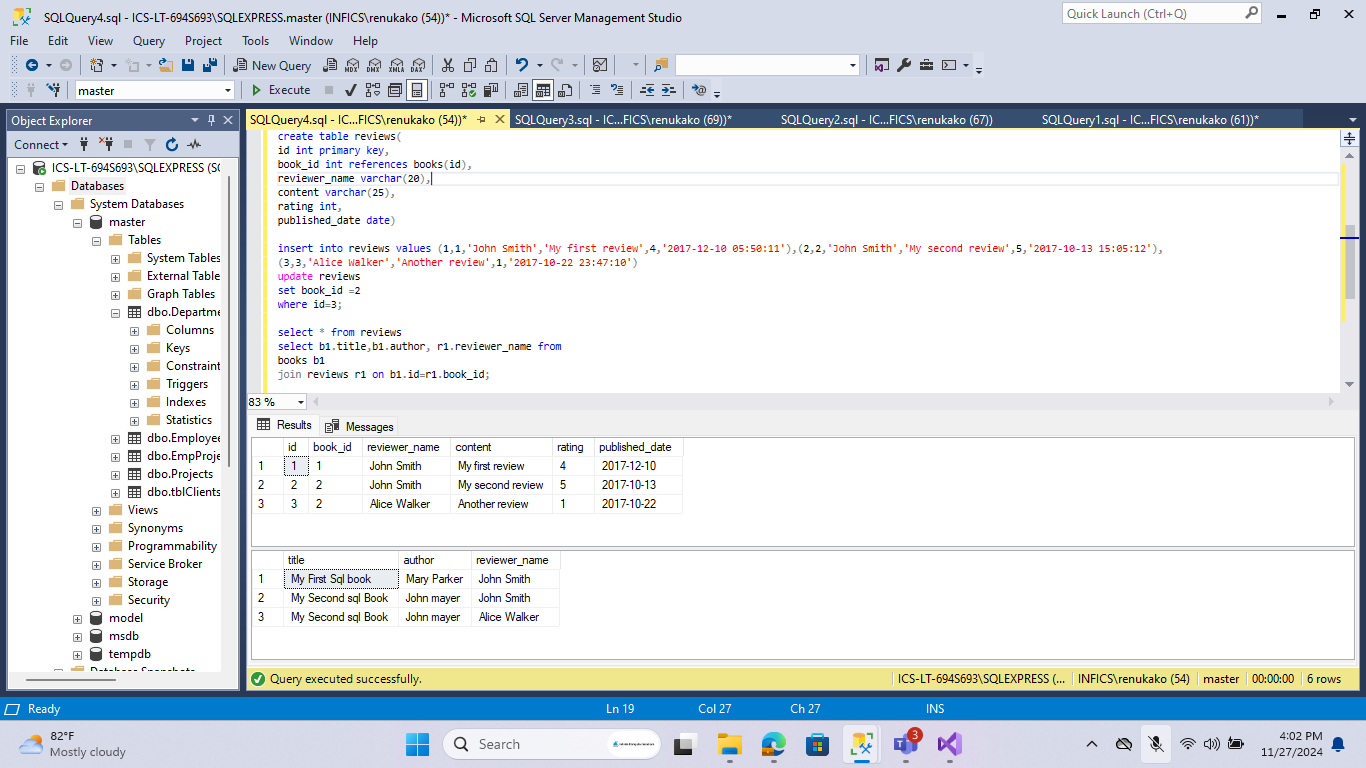 SQLQuery4.sql - ICS-LT-694S693\SQLEXPRESS.master (INFICS\renukako (54))* - Microsoft SQL Server Management Studio
Quick Launch (Ctrl+Q)
File Edit View Query Project Tools Window Help
New Query MDX DMX XMLA DAX
master Execute
Object Explorer
SQLQuery4.sql - IC...FICS\renukako (54))* SQLQuery3.sql - IC...FICS\renukako (69))* SQLQuery2.sql - IC...FICS\renukako (67)) SQLQuery1.sql - IC...FICS\renukako (61))*
Connect
ICS-LT-694S693\SQLEXPRESS (SQ
Databases
System Databases
master
Tables
System Tables
External Table
Graph Tables
dbo.Departme
Columns
Keys
Constraint
Triggers
Indexes
Statistics
dbo.Employee
dbo.EmpProje
dbo.Projects
dbo.tblClients
Views
Synonyms
Programmability
Service Broker
Storage
Security
model
msdb
tempdb
Database Snapshots
create table reviews(
id int primary key,
book_id int references books(id),
reviewer_name varchar(20),
content varchar(25),
rating int,
published_date date)
insert into reviews values (1,1,'John Smith','My first review',4,'2017-12-10 05:50:11'),(2,2,'John Smith','My second review',5,'2017-10-13 15:05:12'),
(3,3,'Alice Walker','Another review',1,'2017-10-22 23:47:10')
update reviews
set book_id =2
where id=3;
select * from reviews
select b1.title,b1.author, r1.reviewer_name from
books b1
join reviews r1 on b1.id=r1.book_id;
83 %
Results Messages
id book_id reviewer_name content rating published_date
1 1 1 John Smith My first review 4 2017-12-10
2 2 2 John Smith My second review 5 2017-10-13
3 3 2 Alice Walker Another review 1 2017-10-22
title author reviewer_name
1 My First Sql book Mary Parker John Smith
2 My Second sql Book John mayer John Smith
3 My Second sql Book John mayer Alice Walker
Query executed successfully. ICS-LT-694S693\SQLEXPRESS (... INFICS\renukako (54) master 00:00:00 6 rows
Ready Ln 19 Col 27 Ch 27 INS
82°F
Mostly cloudy
Search
3
4:02 PM
11/27/2024